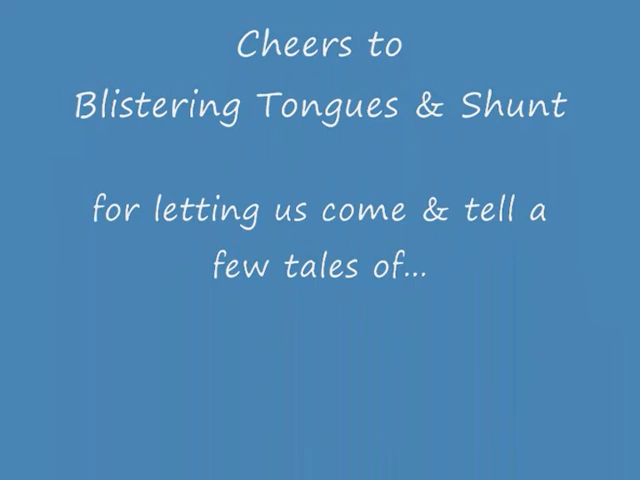 Cheers to
Blistering Tongues & Shunt
for letting us come & tell a
few tales of...